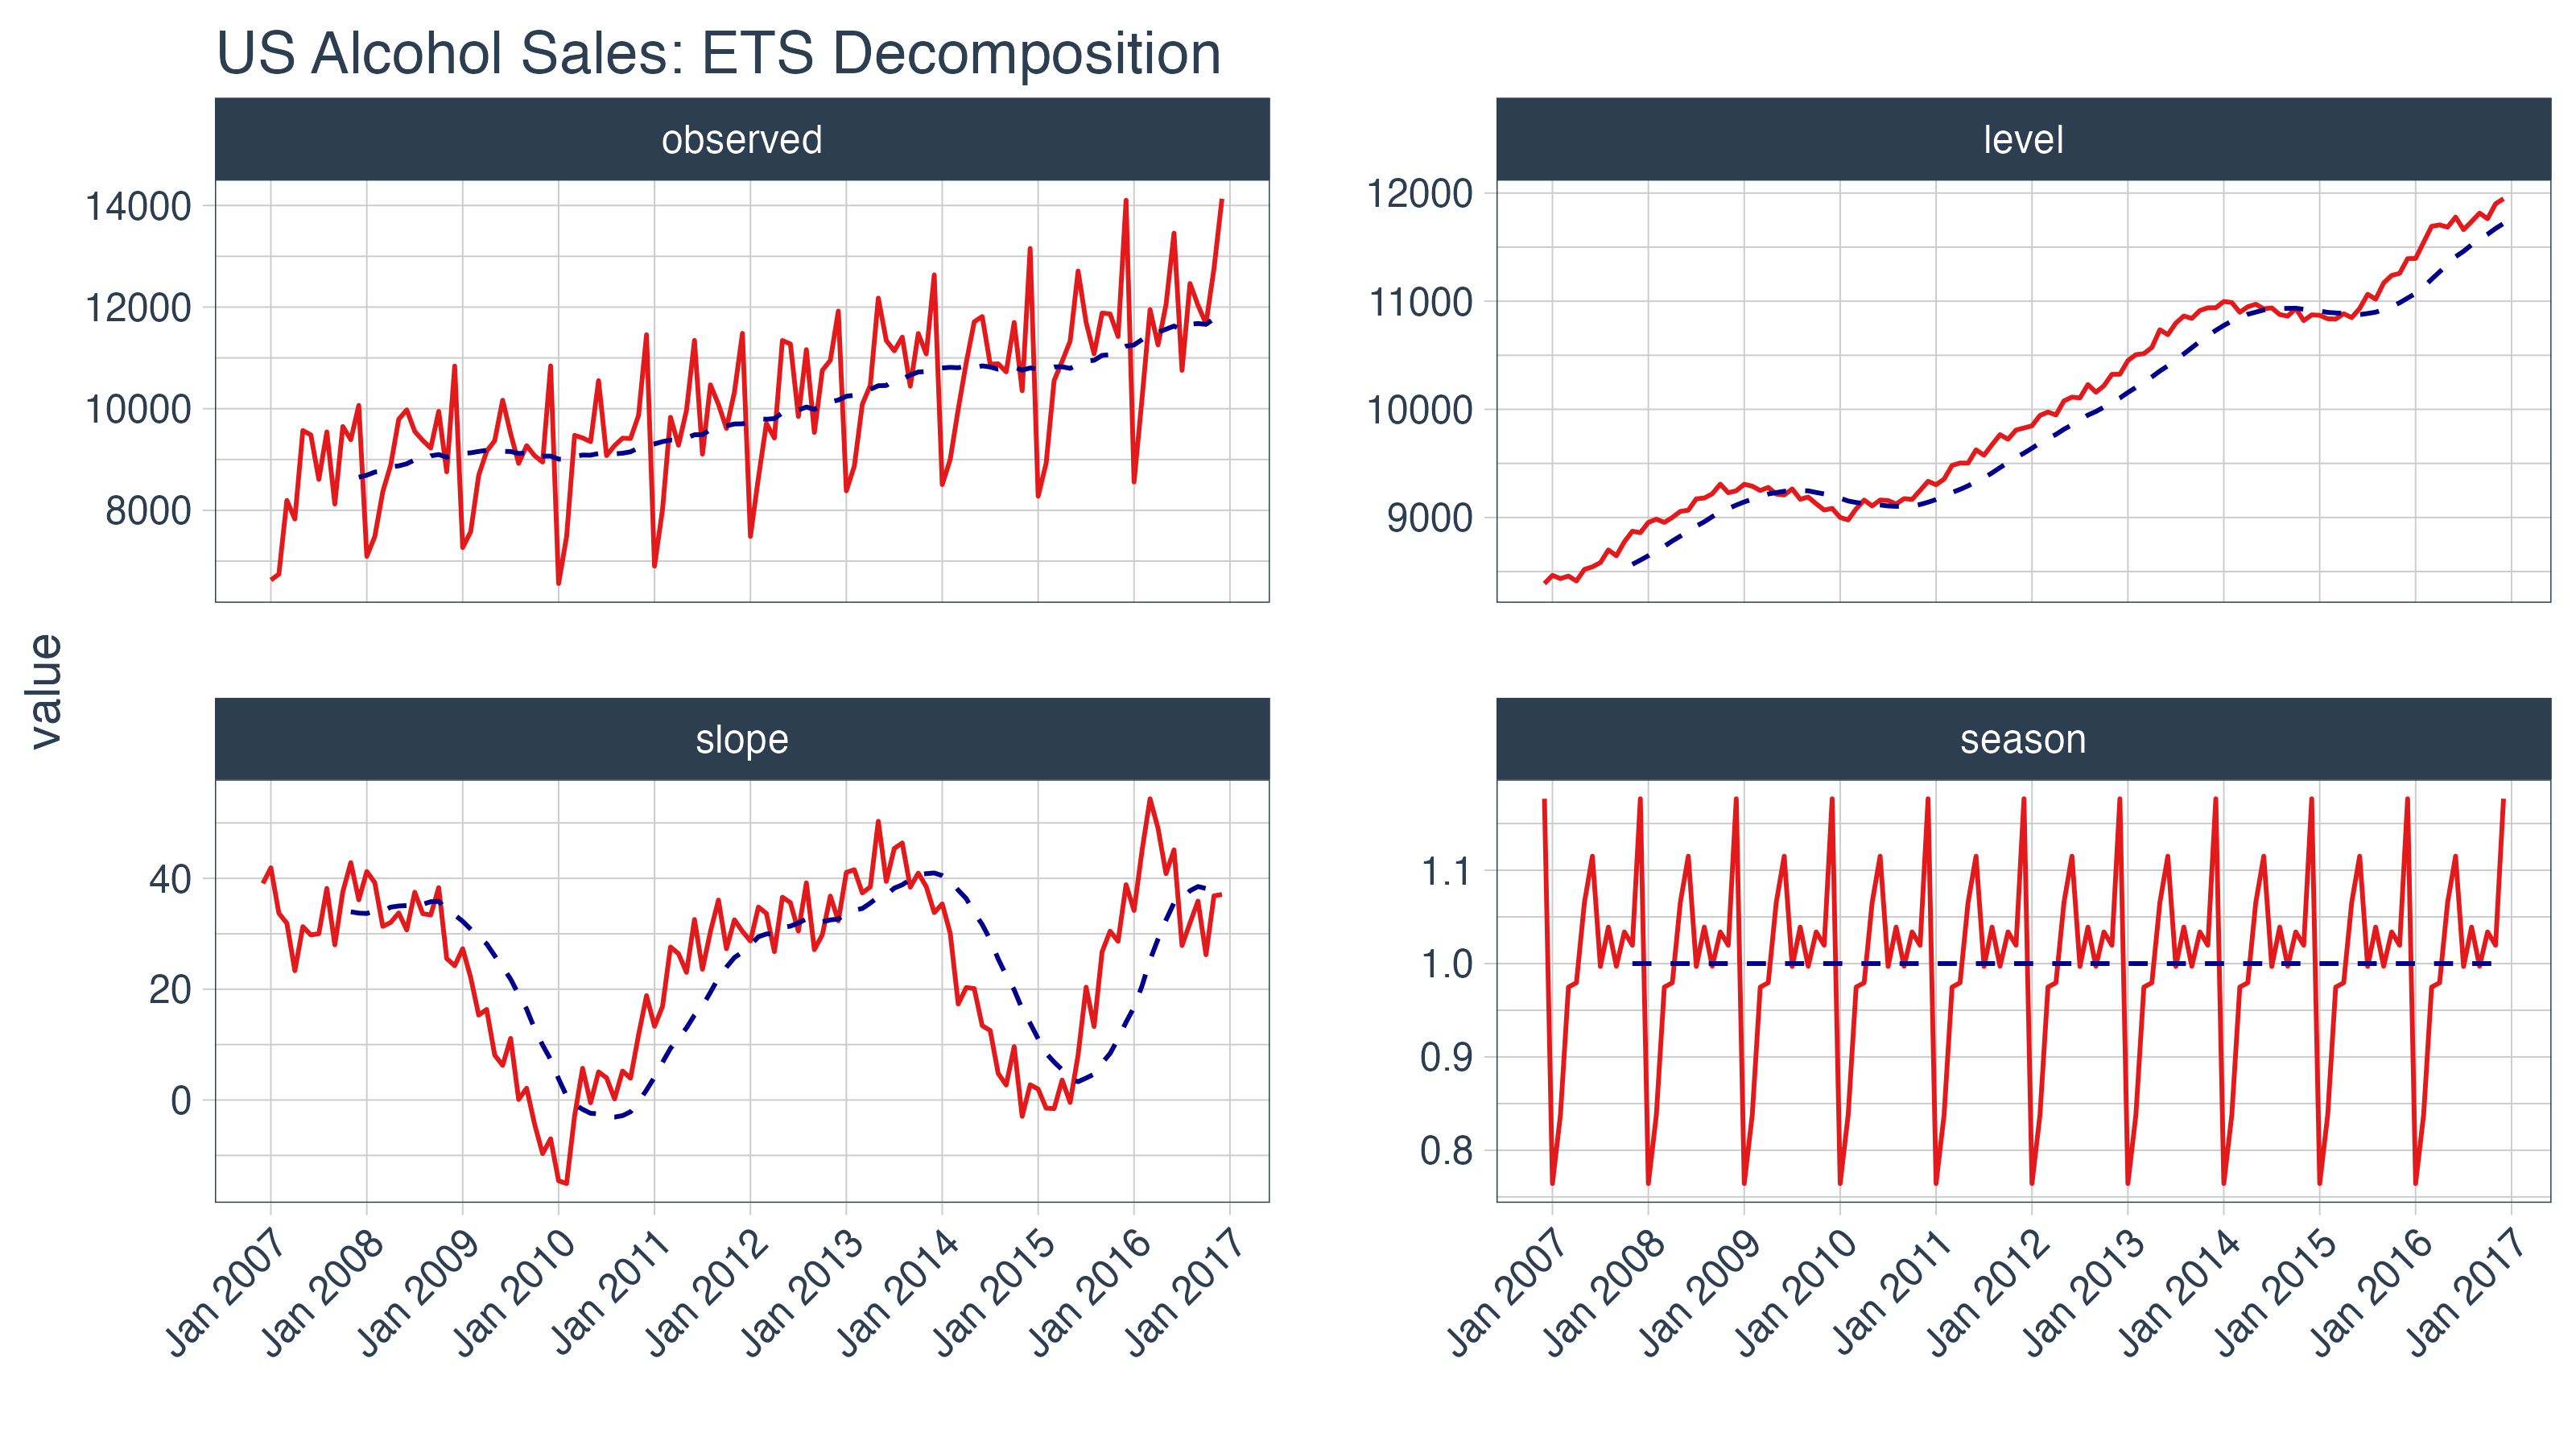 US Alcohol Sales: ETS Decomposition
observed
level
14000
12000
10000
8000
12000
11000
10000
9000
value
slope
season
40
20
0
1.1
1.0
0.9
0.8
Jan 2007
Jan 2008
Jan 2009
Jan 2010
Jan 2011
Jan 2012
Jan 2013
Jan 2014
Jan 2015
Jan 2016
Jan 2017
Jan 2007
Jan 2008
Jan 2009
Jan 2010
Jan 2011
Jan 2012
Jan 2013
Jan 2014
Jan 2015
Jan 2016
Jan 2017